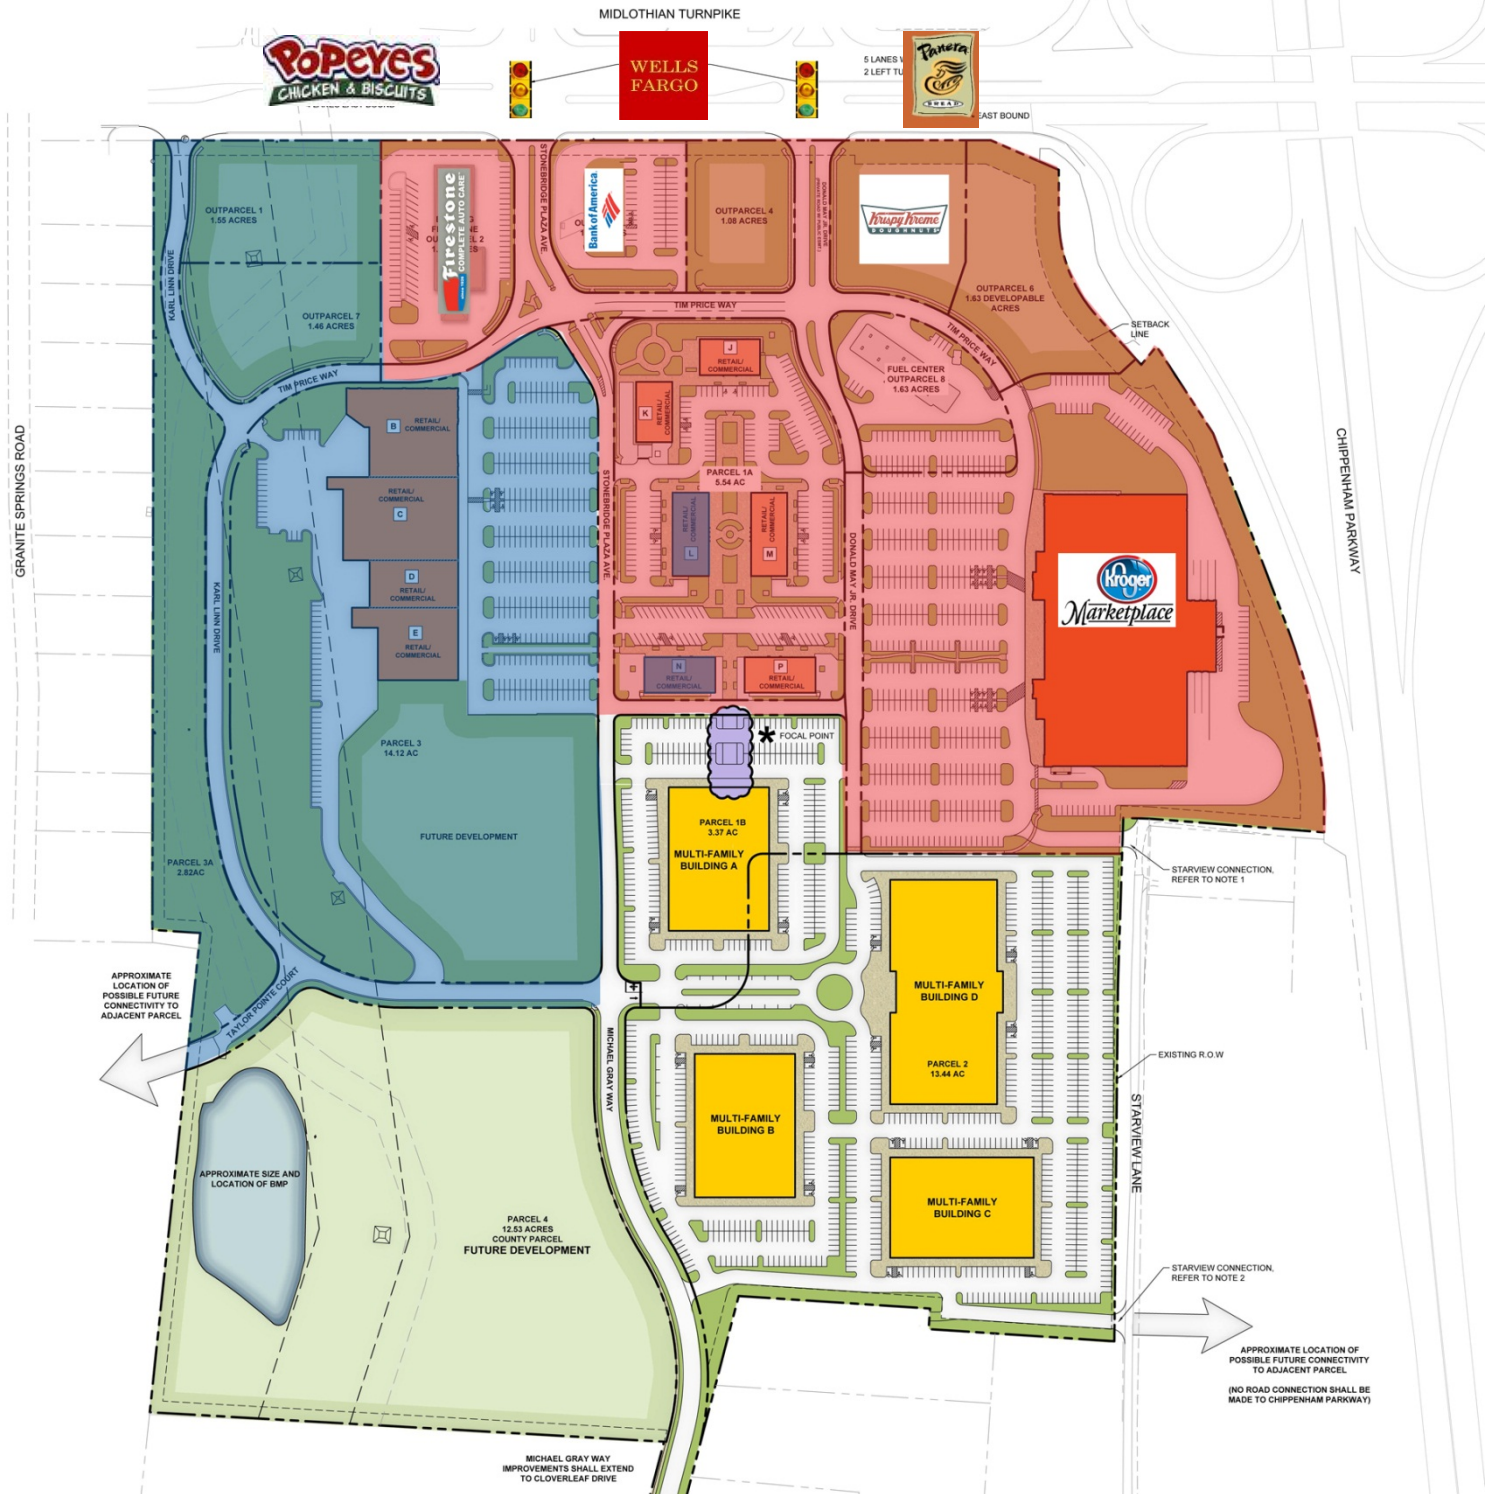 MIDLOTHIAN TURNPIKE
POPEYES
CHICKEN & BISCUITS
WELLS
FARGO
Panera
BREAD
5 LANES
2 LEFT TU
EAST BOUND
OUTPARCEL 1
1.55 ACRES
Firestone
COMPLETE AUTO CARE
STONEBRIDGE PLAZA AVE.
Bank of America
OUTPARCEL 4
1.08 ACRES
DONALD MAY JR. DRIVE
Krispy Kreme
DOUGHNUTS
KARL LINN DRIVE
OUTPARCEL 7
1.46 ACRES
TIM PRICE WAY
OUTPARCEL 6
1.63 DEVELOPABLE
ACRES
SETBACK
LINE
TIM PRICE WAY
TIM PRICE WAY
J
RETAIL/
COMMERCIAL
FUEL CENTER
OUTPARCEL 8
1.63 ACRES
K
RETAIL/
COMMERCIAL
B
RETAIL/
COMMERCIAL
GRANITE SPRINGS ROAD
CHIPPENHAM PARKWAY
PARCEL 1A
5.54 AC
RETAIL/
COMMERCIAL
C
STONEBRIDGE PLAZA AVE.
RETAIL/
COMMERCIAL
L
RETAIL/
COMMERCIAL
M
DONALD MAY JR. DRIVE
Kroger
Marketplace
D
RETAIL/
COMMERCIAL
KARL LINN DRIVE
E
RETAIL/
COMMERCIAL
N
RETAIL/
COMMERCIAL
P
RETAIL/
COMMERCIAL
PARCEL 3
14.12 AC
* FOCAL POINT
FUTURE DEVELOPMENT
PARCEL 1B
3.37 AC
MULTI-FAMILY
BUILDING A
PARCEL 3A
2.82AC
STARVIEW CONNECTION,
REFER TO NOTE 1
APPROXIMATE
LOCATION OF
POSSIBLE FUTURE
CONNECTIVITY TO
ADJACENT PARCEL
TAYLOR POINTE COURT
MULTI-FAMILY
BUILDING D
PARCEL 2
13.44 AC
MICHAEL GRAY WAY
EXISTING R.O.W
STARVIEW LANE
MULTI-FAMILY
BUILDING B
APPROXIMATE SIZE AND
LOCATION OF BMP
MULTI-FAMILY
BUILDING C
PARCEL 4
12.53 ACRES
COUNTY PARCEL
FUTURE DEVELOPMENT
STARVIEW CONNECTION,
REFER TO NOTE 2
APPROXIMATE LOCATION OF
POSSIBLE FUTURE CONNECTIVITY
TO ADJACENT PARCEL
(NO ROAD CONNECTION SHALL BE
MADE TO CHIPPENHAM PARKWAY)
MICHAEL GRAY WAY
IMPROVEMENTS SHALL EXTEND
TO CLOVERLEAF DRIVE